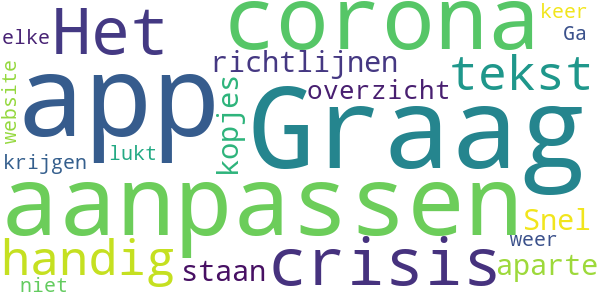 elke Het corona keer
Ga
website app richtlijnen tekst
kopjes overzicht
krijgen lukt Graag
aanpassen Snel
handig staan crisis weer aparte
niet